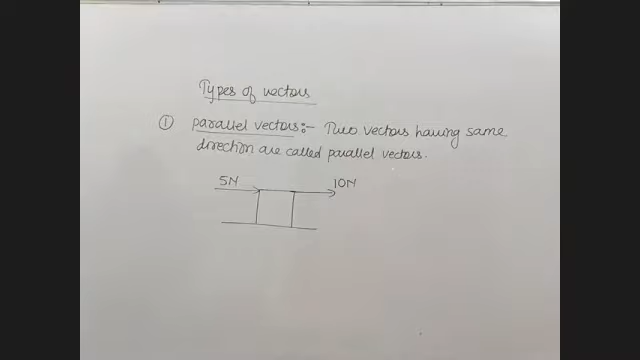 Types of vectors
① parallel vectors:- Two vectors having same
direction are called parallel vectors.
5N 10N